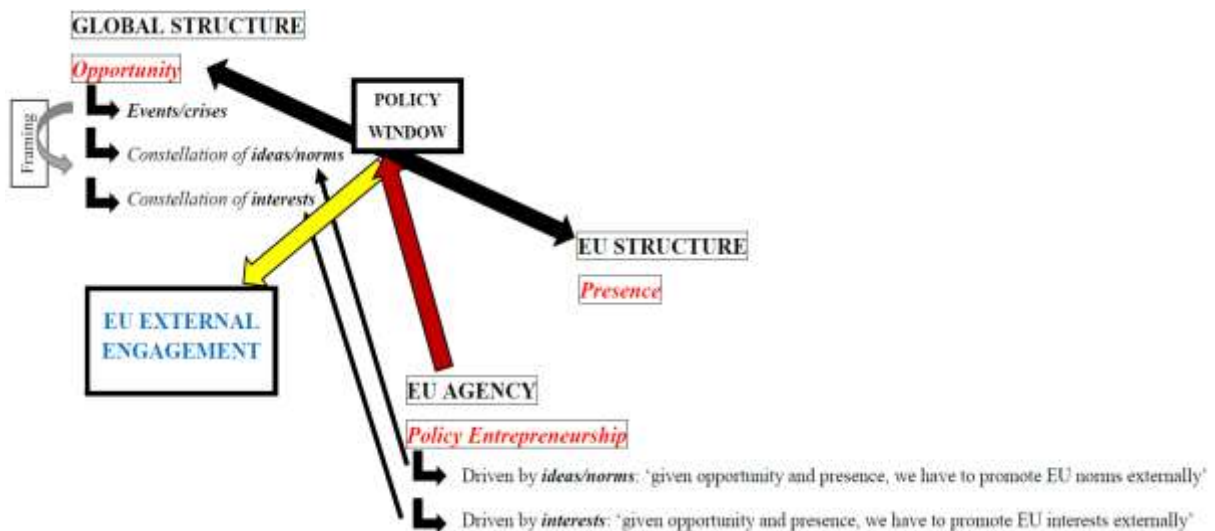 GLOBAL STRUCTURE
Opportunity
Events/crises
Constellation of ideas/norms
Constellation of interests
Framing
POLICY
WINDOW
EU STRUCTURE
Presence
EU EXTERNAL
ENGAGEMENT
EU AGENCY
Policy Entrepreneurship
Driven by ideas/norms: ‘given opportunity and presence, we have to promote EU norms externally’
Driven by interests: ‘given opportunity and presence, we have to promote EU interests externally’